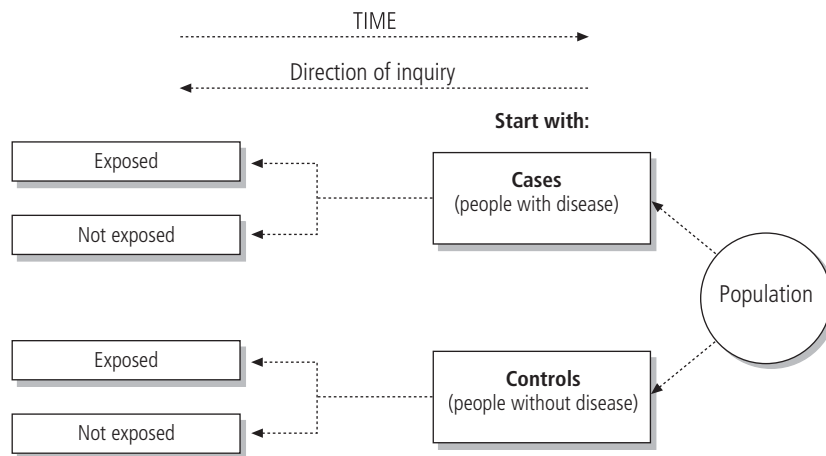 TIME
Direction of inquiry
Start with:
Exposed
Not exposed
Cases
(people with disease)
Population
Exposed
Not exposed
Controls
(people without disease)